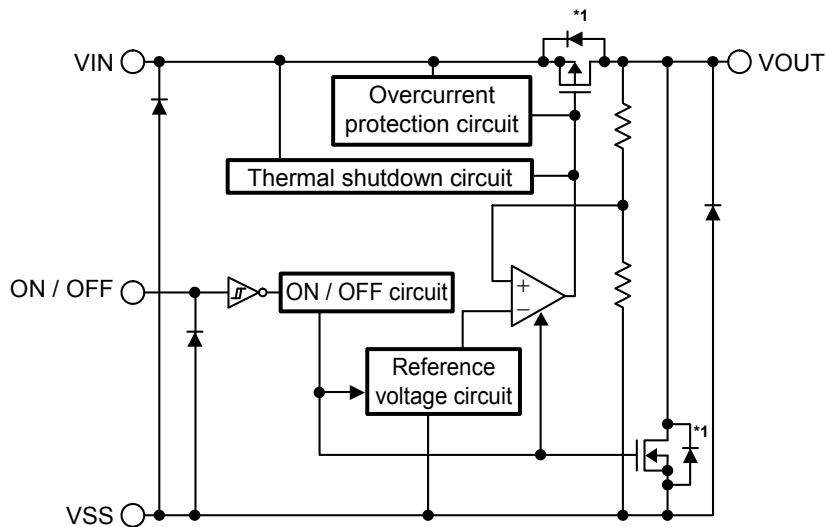 *1
VIN
VOUT
Overcurrent
protection circuit
Thermal shutdown circuit
ON / OFF
ON / OFF circuit
+
−
Reference
voltage circuit
*1
VSS